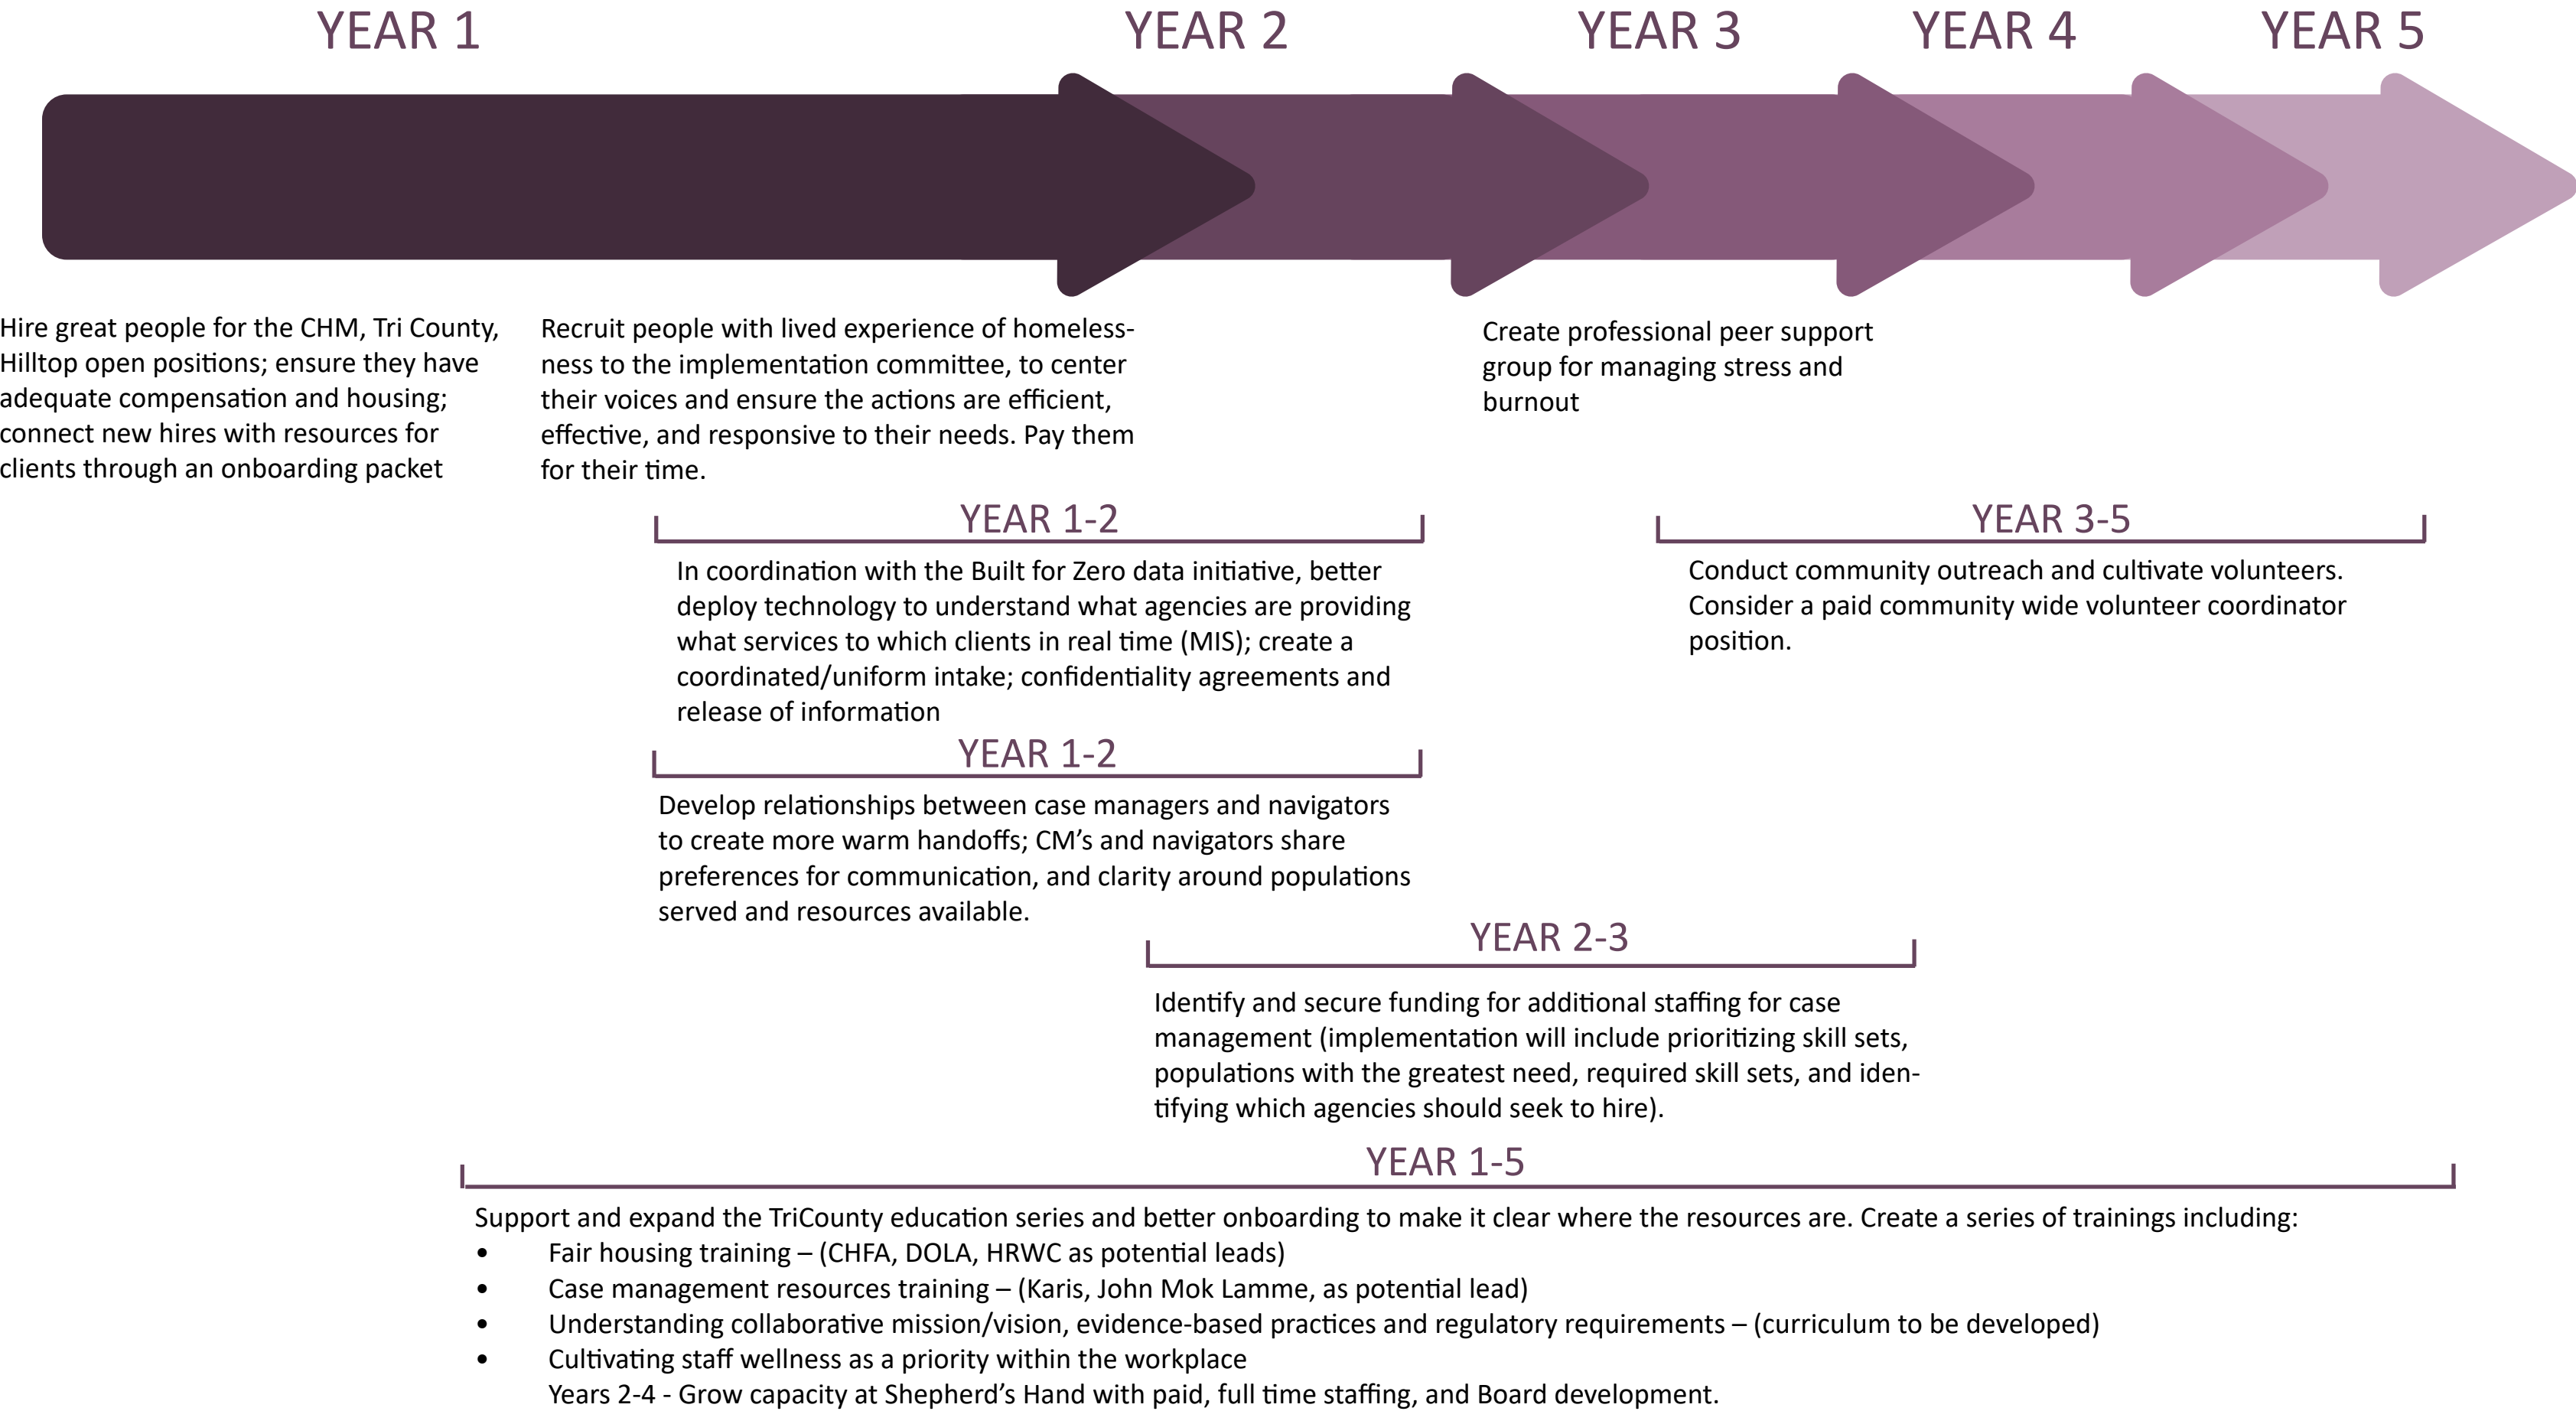 YEAR 1
YEAR 2
YEAR 3
YEAR 4
YEAR 5
Hire great people for the CHM, Tri County,
Hilltop open positions; ensure they have
adequate compensation and housing;
connect new hires with resources for
clients through an onboarding packet
Recruit people with lived experience of homeless-
ness to the implementation committee, to center
their voices and ensure the actions are efficient,
effective, and responsive to their needs. Pay them
for their time.
Create professional peer support
group for managing stress and
burnout
YEAR 1-2
In coordination with the Built for Zero data initiative, better
deploy technology to understand what agencies are providing
what services to which clients in real time (MIS); create a
coordinated/uniform intake; confidentiality agreements and
release of information
YEAR 3-5
Conduct community outreach and cultivate volunteers.
Consider a paid community wide volunteer coordinator
position.
YEAR 1-2
Develop relationships between case managers and navigators
to create more warm handoffs; CM’s and navigators share
preferences for communication, and clarity around populations
served and resources available.
YEAR 2-3
Identify and secure funding for additional staffing for case
management (implementation will include prioritizing skill sets,
populations with the greatest need, required skill sets, and iden-
tifying which agencies should seek to hire).
YEAR 1-5
Support and expand the TriCounty education series and better onboarding to make it clear where the resources are. Create a series of trainings including:
• Fair housing training – (CHFA, DOLA, HRWC as potential leads)
• Case management resources training – (Karis, John Mok Lamme, as potential lead)
• Understanding collaborative mission/vision, evidence-based practices and regulatory requirements – (curriculum to be developed)
• Cultivating staff wellness as a priority within the workplace
Years 2-4 - Grow capacity at Shepherd’s Hand with paid, full time staffing, and Board development.